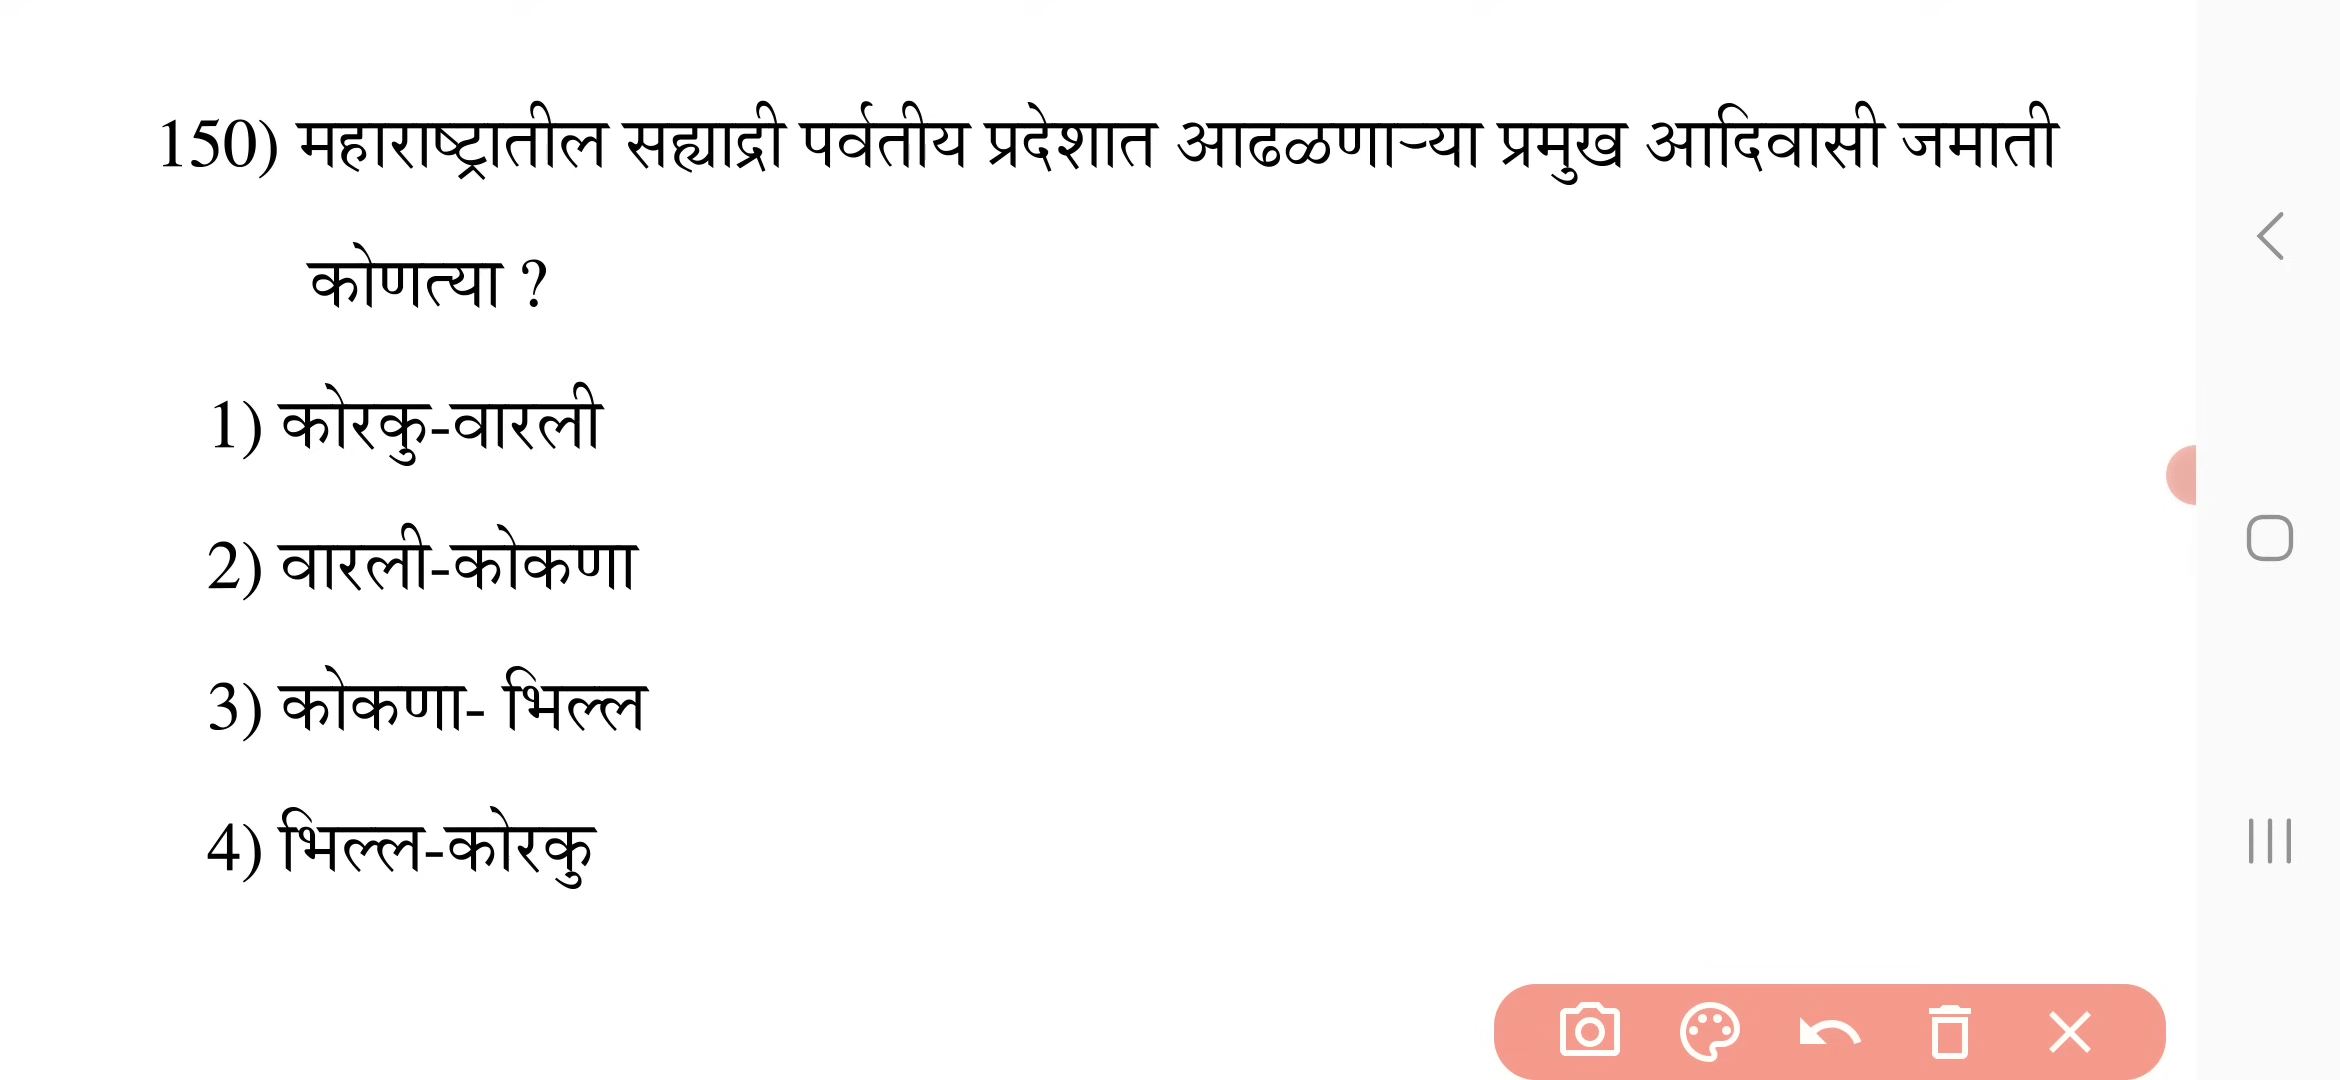 150) महाराष्ट्रातील सह्याद्री पर्वतीय प्रदेशात आढळणाऱ्या प्रमुख आदिवासी जमाती
कोणत्या ?
1) कोरकु-वारली
2) वारली-कोकणा
3) कोकणा- भिल्ल
4) भिल्ल-कोरकु